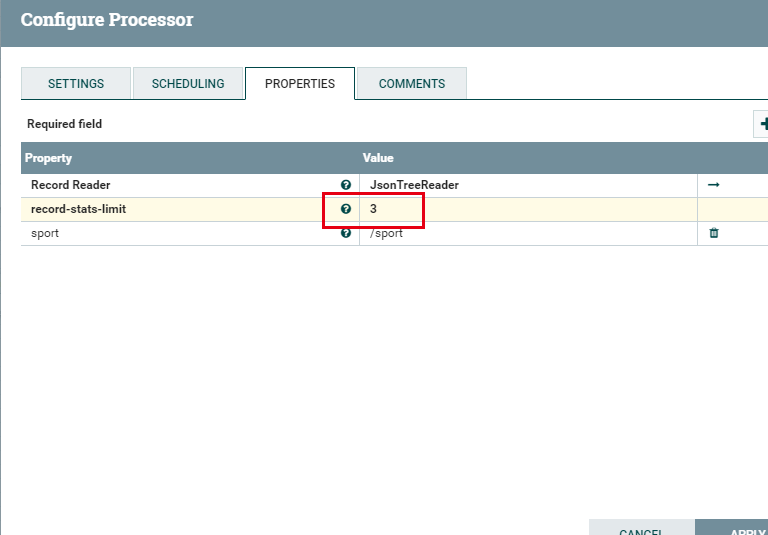 Configure Processor
SETTINGS SCHEDULING PROPERTIES COMMENTS
Required field
Property Value
Record Reader JsonTreeReader
record-stats-limit 3
sport /sport
CANCEL APPLY